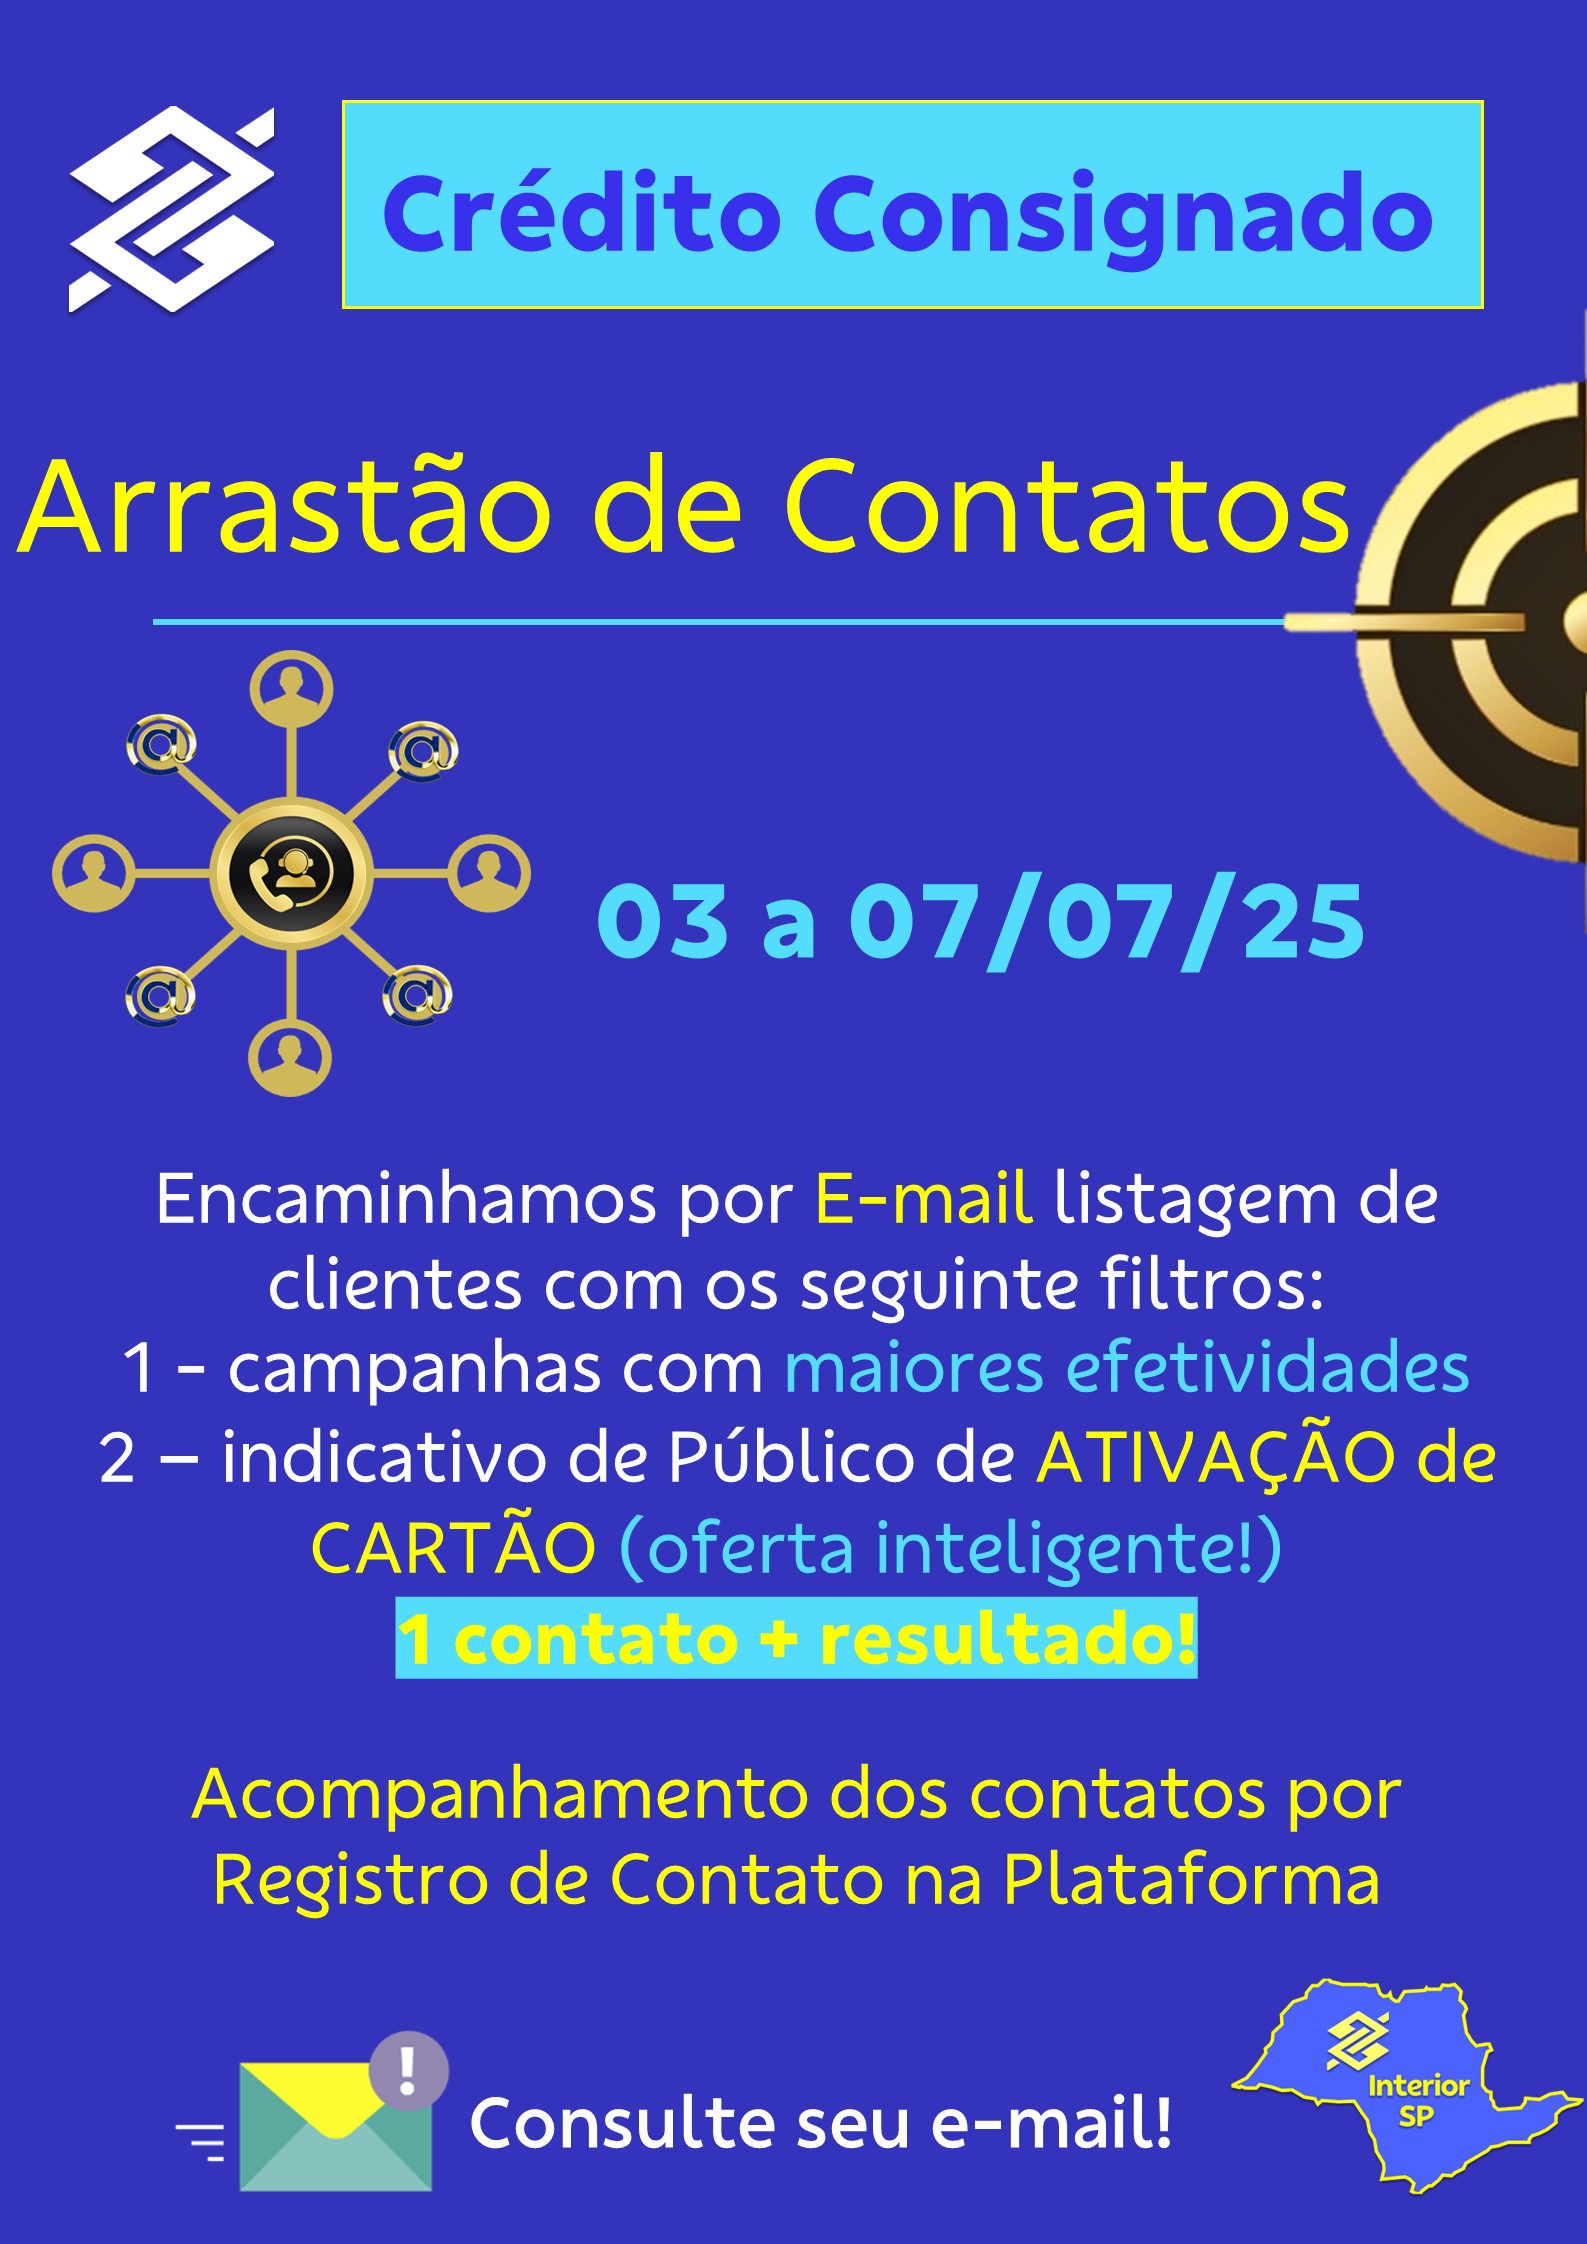 Crédito Consignado
Arrastão de Contatos
03 a 07/07/25
Encaminhamos por E-mail listagem de
clientes com os seguinte filtros:
1 - campanhas com maiores efetividades
2 – indicativo de Público de ATIVAÇÃO de
CARTÃO (oferta inteligente!)
1 contato + resultado!
Acompanhamento dos contatos por
Registro de Contato na Plataforma
Consulte seu e-mail!
Interior
SP